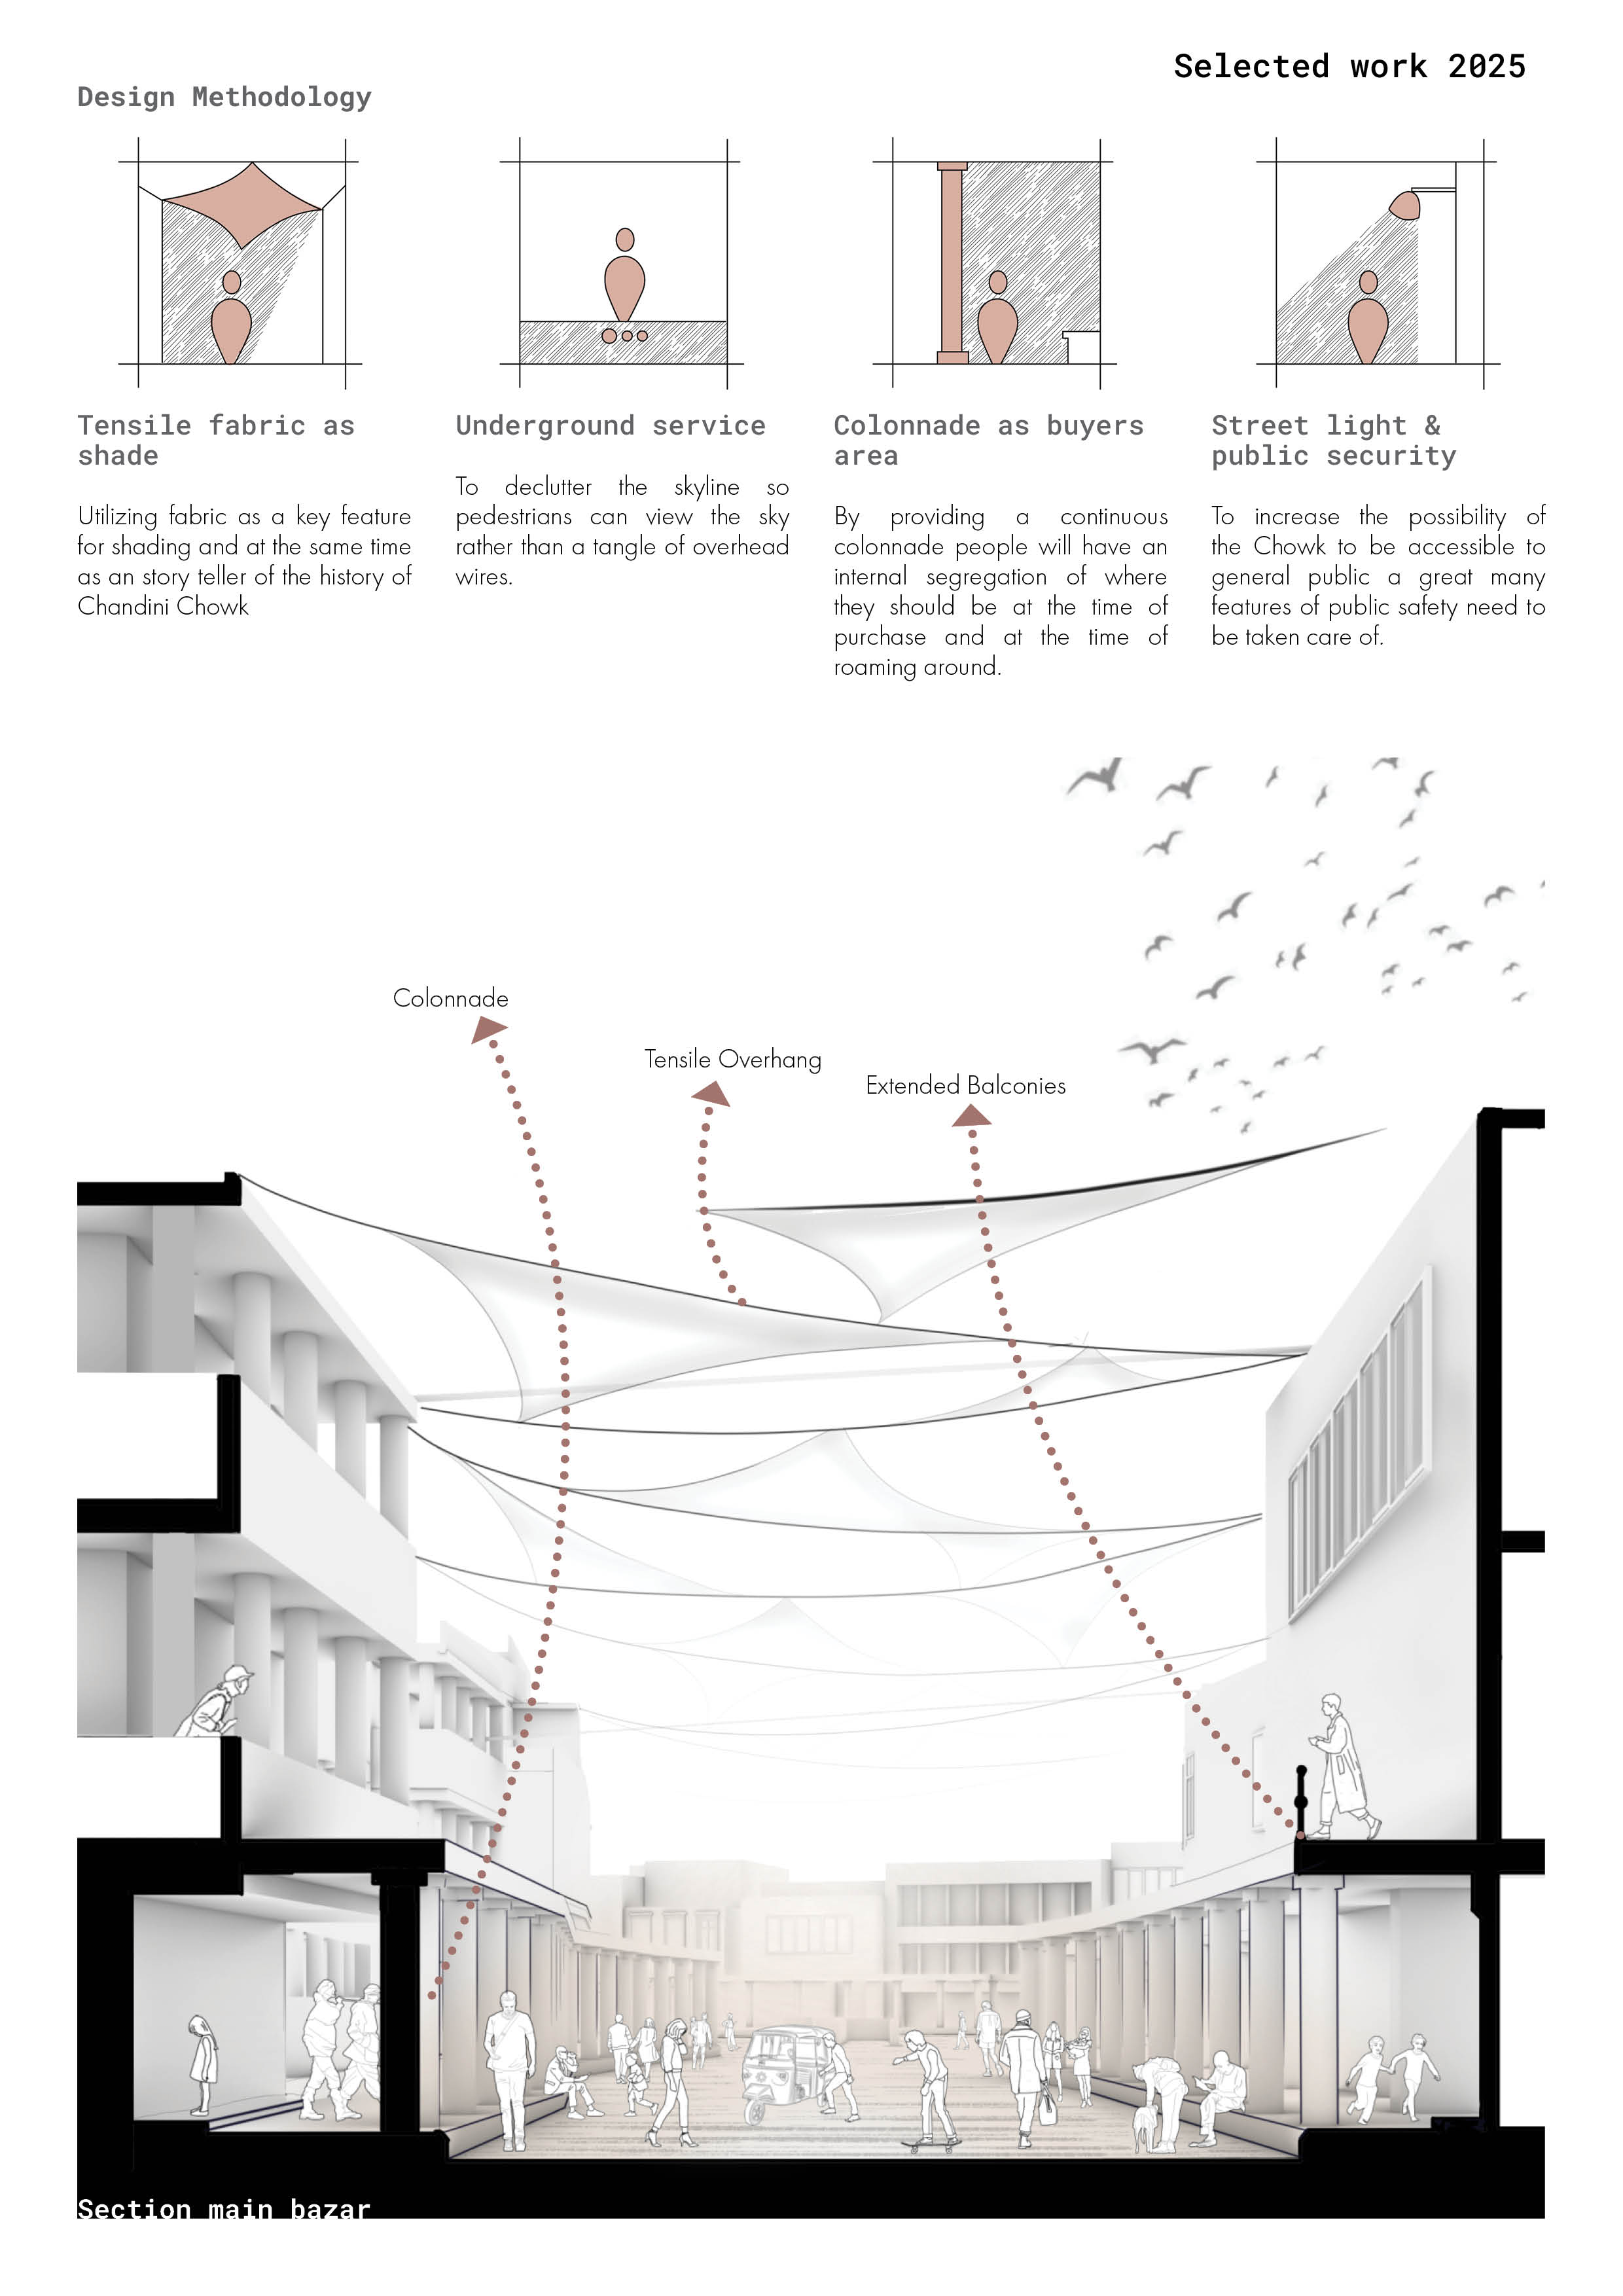 Selected work 2025
Design Methodology
Tensile fabric as
shade
Utilizing fabric as a key feature
for shading and at the same time
as an story teller of the history of
Chandini Chowk
Underground service
To declutter the skyline so
pedestrians can view the sky
rather than a tangle of overhead
wires.
Colonnade as buyers
area
By providing a continuous
colonnade people will have an
internal segregation of where
they should be at the time of
purchase and at the time of
roaming around.
Street light &
public security
To increase the possibility of
the Chowk to be accessible to
general public a great many
features of public safety need to
be taken care of.
Colonnade
Tensile Overhang
Extended Balconies
Section main bazar